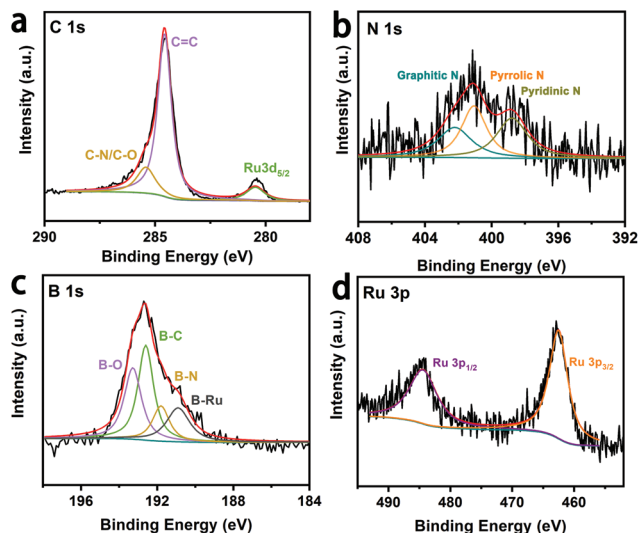 a
C 1s
C=C
C-N/C-O
Ru3d5/2
Intensity (a.u.)
290
285
280
Binding Energy (eV)
b
N 1s
Graphitic N
Pyrrolic N
Pyridinic N
Intensity (a.u.)
408
404
400
396
392
Binding Energy (eV)
c
B 1s
B-C
B-O
B-N
B-Ru
Intensity (a.u.)
196
192
188
184
Binding Energy (eV)
d
Ru 3p
Ru 3p1/2
Ru 3p3/2
Intensity (a.u.)
490
480
470
460
Binding Energy (eV)